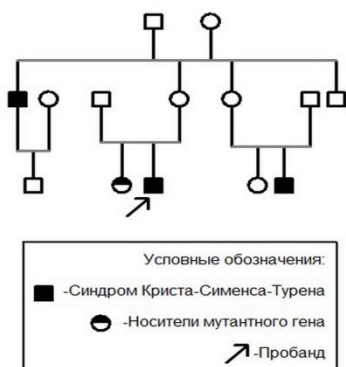 Условные обозначения:
-Синдром Криста-Сименса-Турена
-Носители мутантного гена
-Пробанд